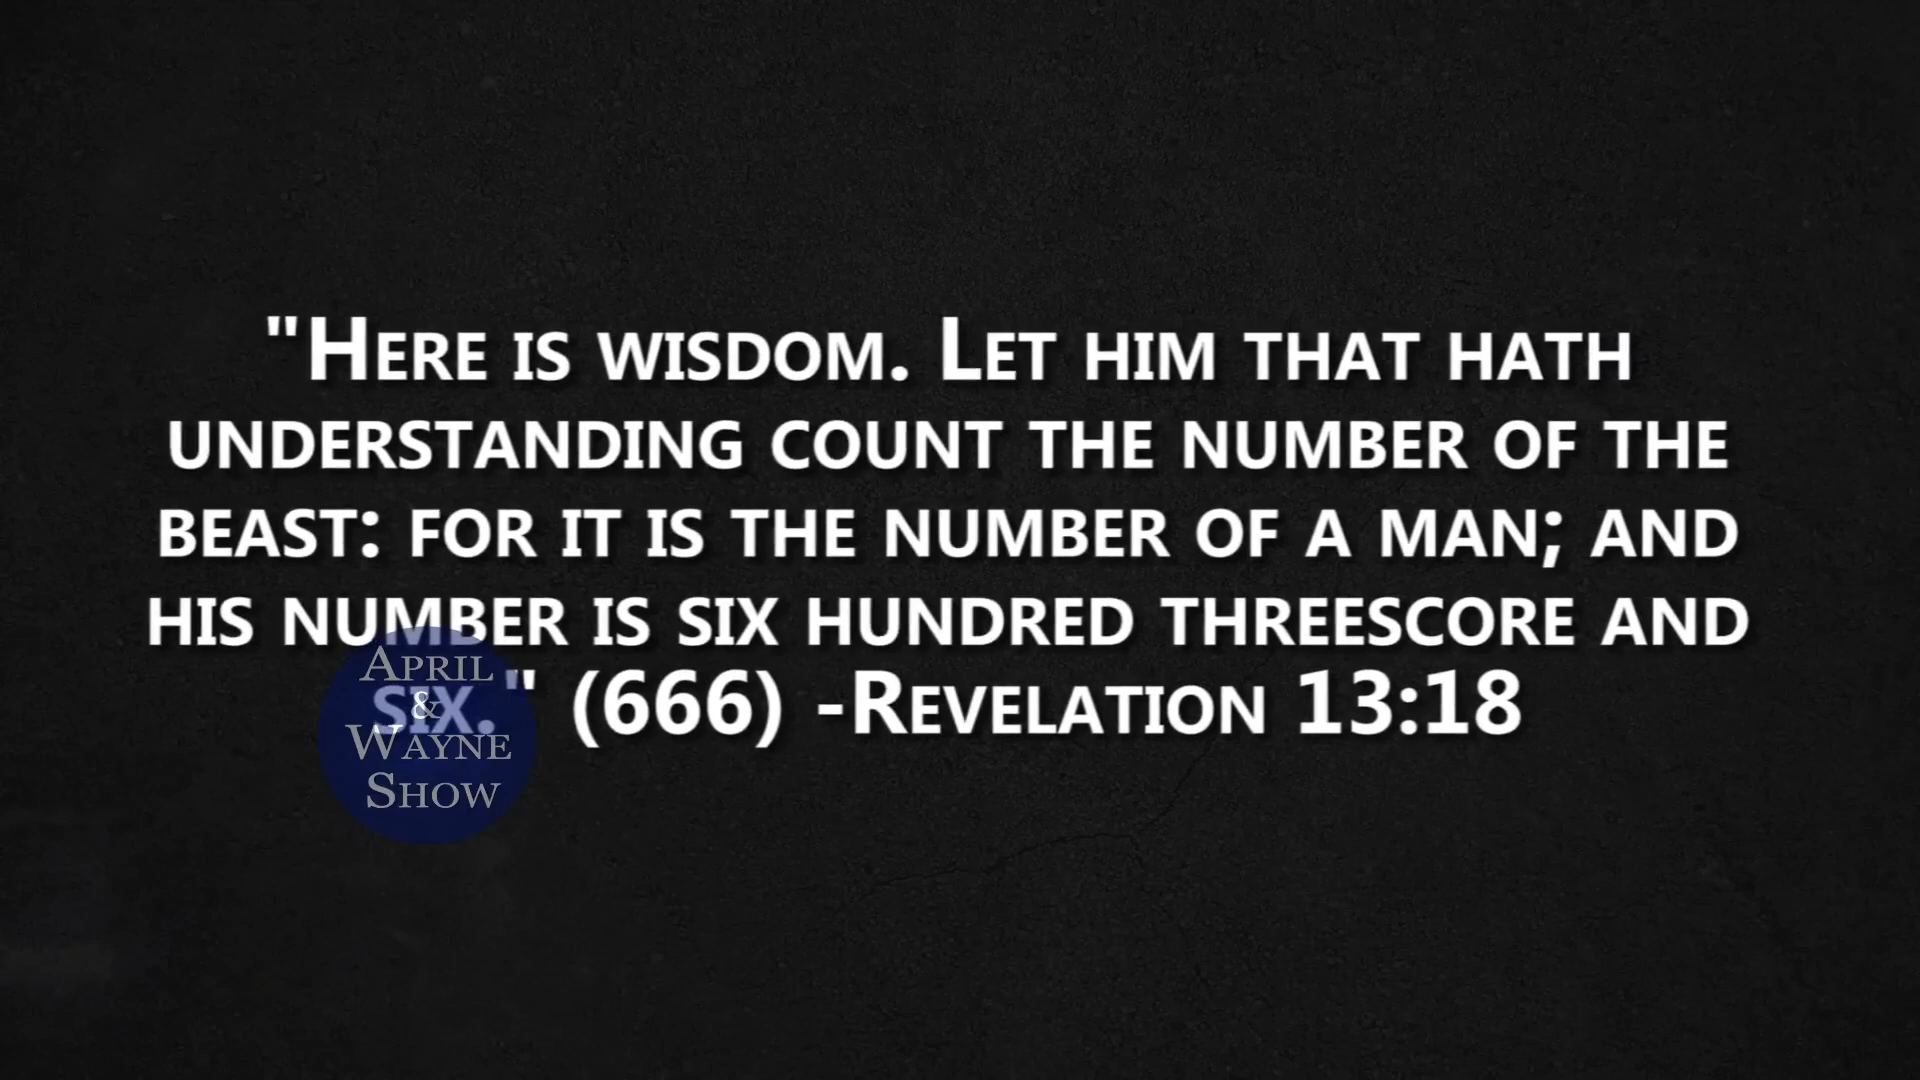 "Here is wisdom. Let him that hath
understanding count the number of the
beast: for it is the number of a man; and
his number is six hundred threescore and
six." (666) -Revelation 13:18
April
&
Wayne
Show